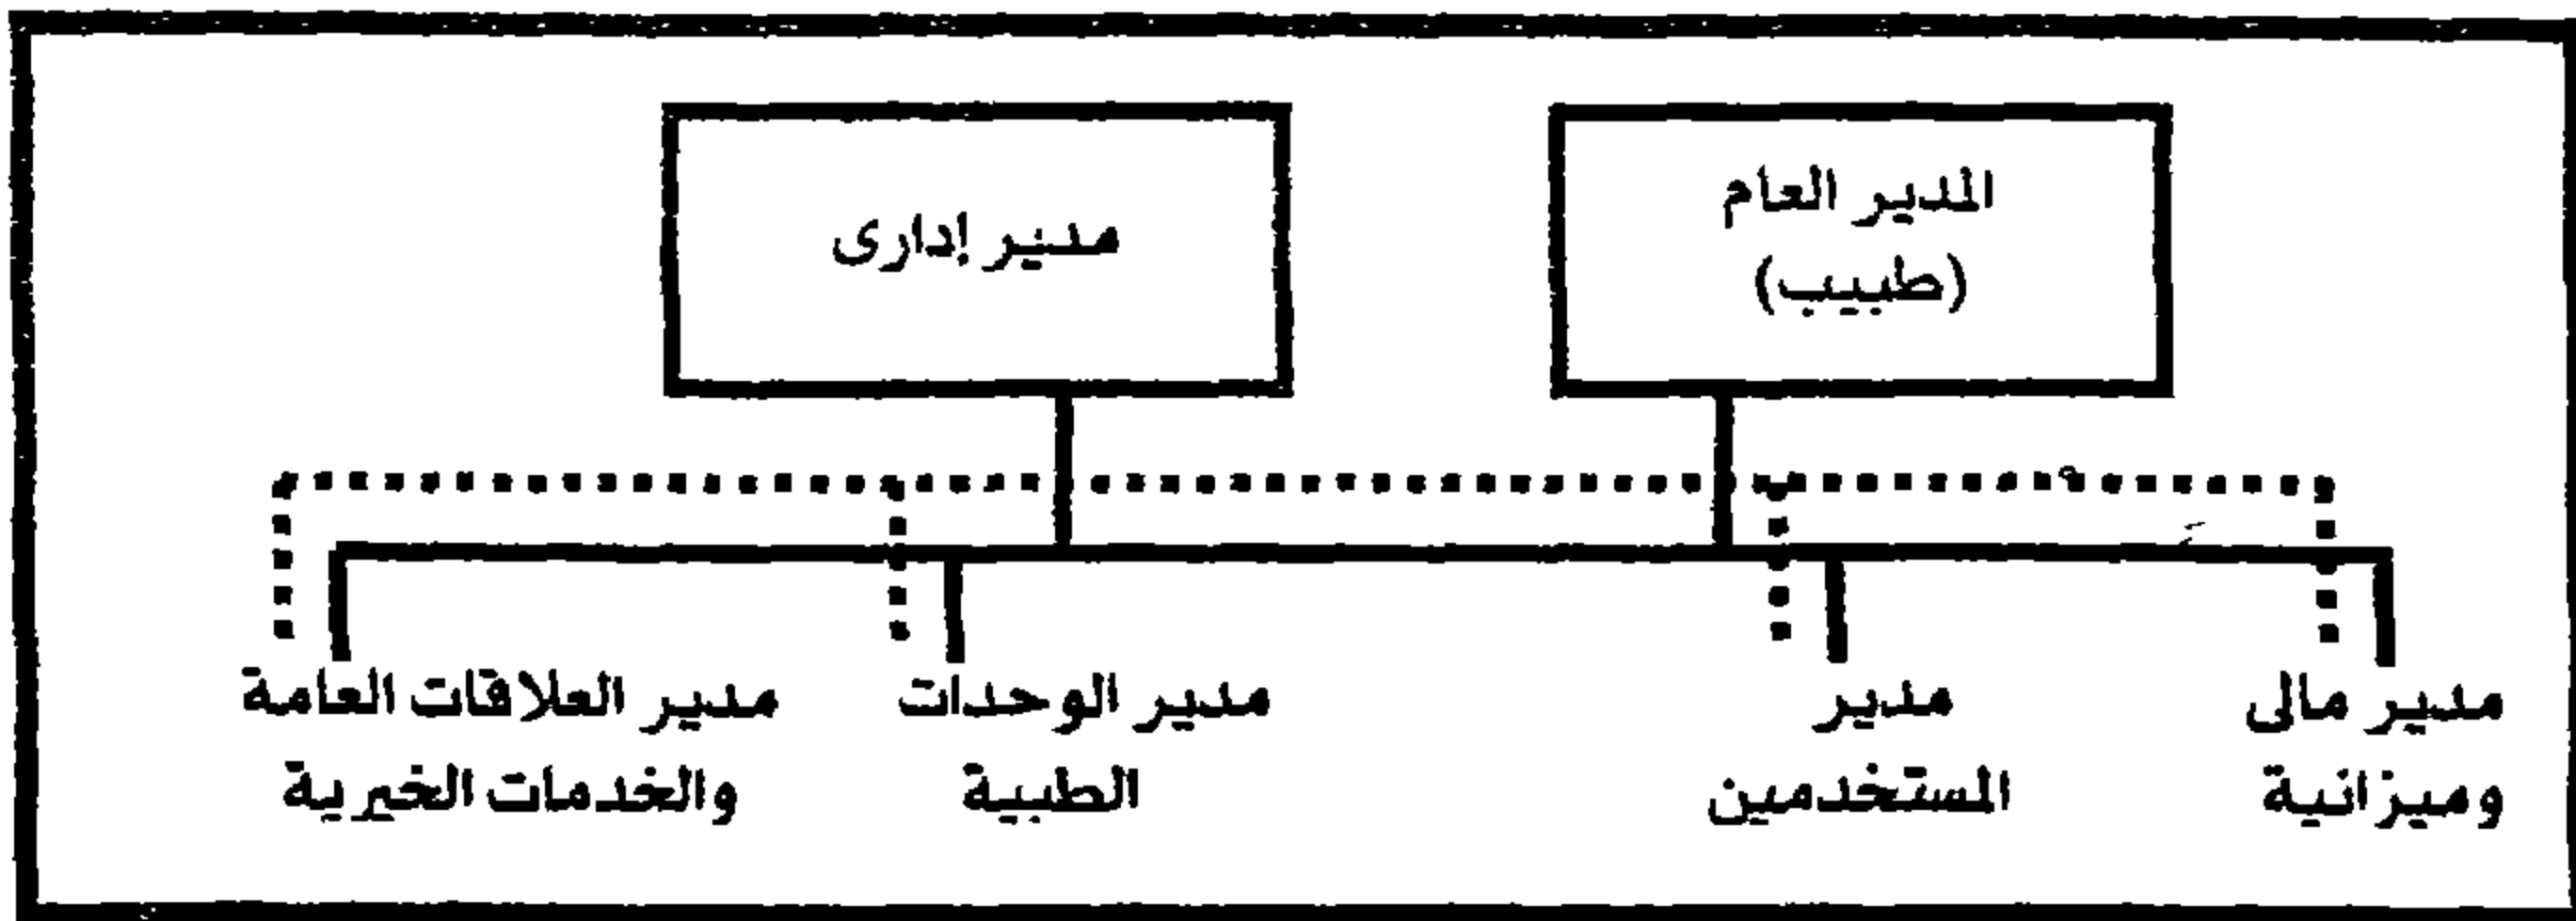 المدير العام
(طبيب)
مدير إدارى
مدير مالى
وميزانية
مدير
المستخدمين
مدير الوحدات
الطبية
مدير العلاقات العامة
والخدمات الخيرية